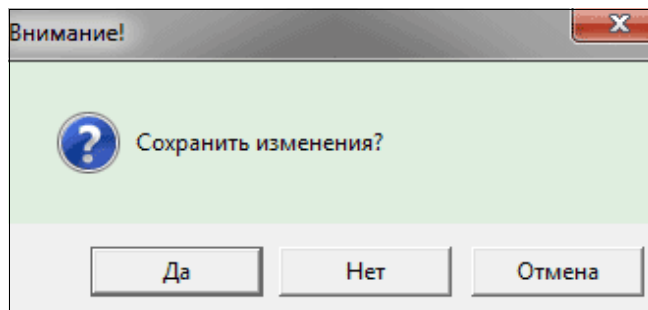 Внимание!
Сохранить изменения?
Да
Нет
Отмена